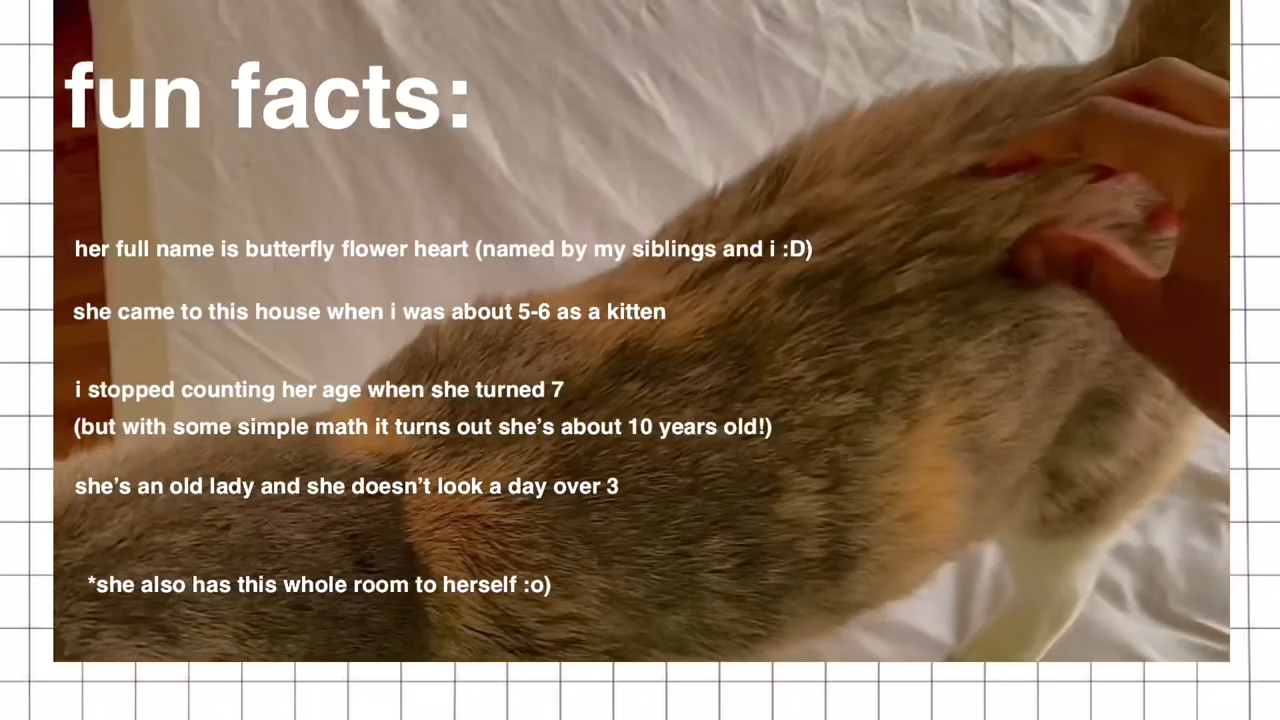 fun facts:
her full name is butterfly flower heart (named by my siblings and i :D)
she came to this house when i was about 5-6 as a kitten
i stopped counting her age when she turned 7
(but with some simple math it turns out she’s about 10 years old!)
she’s an old lady and she doesn’t look a day over 3
*she also has this whole room to herself :o)